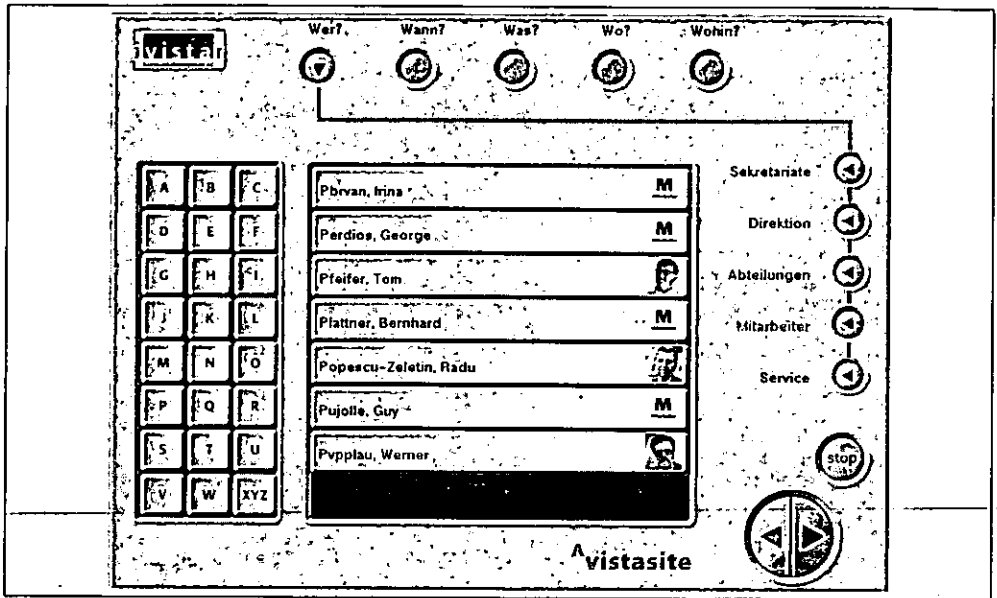 vista
Wer? Wann? Was? Wo? Wohin?
Sekretariate
Direktion
Abteilungen
Mitarbeiter
Service
A B C
D E F
G H I
J K L
M N O
P Q R
S T U
V W XYZ
Pbrvan, Irina M
Perdios, George M
Pfeifer, Tom
Plattner, Bernhard M
Popescu-Zeletin, Radu
Pujolle, Guy M
Pvpplau, Werner
stop
^vistasite